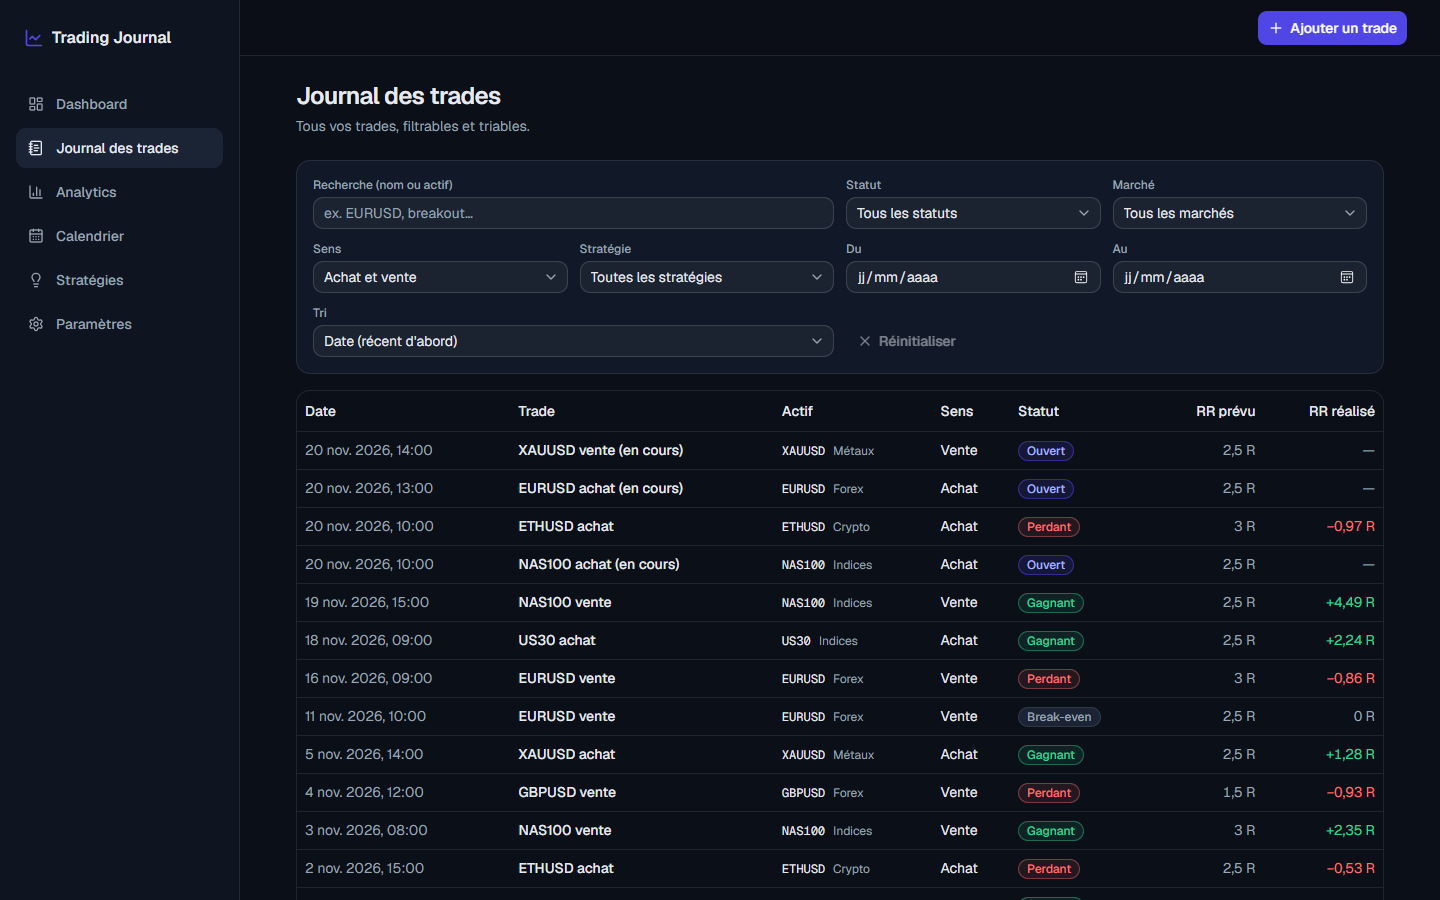 Trading Journal
Ajouter un trade
Dashboard
Journal des trades
Analytics
Calendrier
Stratégies
Paramètres
Journal des trades
Tous vos trades, filtrables et triables.
Recherche (nom ou actif) Statut Marché
ex. EURUSD, breakout… Tous les statuts Tous les marchés
Sens Stratégie Du Au
Achat et vente Toutes les stratégies jj/mm/aaaa jj/mm/aaaa
Tri
Date (récent d'abord) Réinitialiser
Date Trade Actif Sens Statut RR prévu RR réalisé
20 nov. 2026, 14:00 XAUUSD vente (en cours) XAUUSD Métaux Vente Ouvert 2,5 R —
20 nov. 2026, 13:00 EURUSD achat (en cours) EURUSD Forex Achat Ouvert 2,5 R —
20 nov. 2026, 10:00 ETHUSD achat ETHUSD Crypto Achat Perdant 3 R −0,97 R
20 nov. 2026, 10:00 NAS100 achat (en cours) NAS100 Indices Achat Ouvert 2,5 R —
19 nov. 2026, 15:00 NAS100 vente NAS100 Indices Vente Gagnant 2,5 R +4,49 R
18 nov. 2026, 09:00 US30 achat US30 Indices Achat Gagnant 2,5 R +2,24 R
16 nov. 2026, 09:00 EURUSD vente EURUSD Forex Vente Perdant 3 R −0,86 R
11 nov. 2026, 10:00 EURUSD vente EURUSD Forex Vente Break-even 2,5 R 0 R
5 nov. 2026, 14:00 XAUUSD achat XAUUSD Métaux Achat Gagnant 2,5 R +1,28 R
4 nov. 2026, 12:00 GBPUSD vente GBPUSD Forex Vente Perdant 1,5 R −0,93 R
3 nov. 2026, 08:00 NAS100 vente NAS100 Indices Vente Gagnant 3 R +2,35 R
2 nov. 2026, 15:00 ETHUSD achat ETHUSD Crypto Achat Perdant 2,5 R −0,53 R